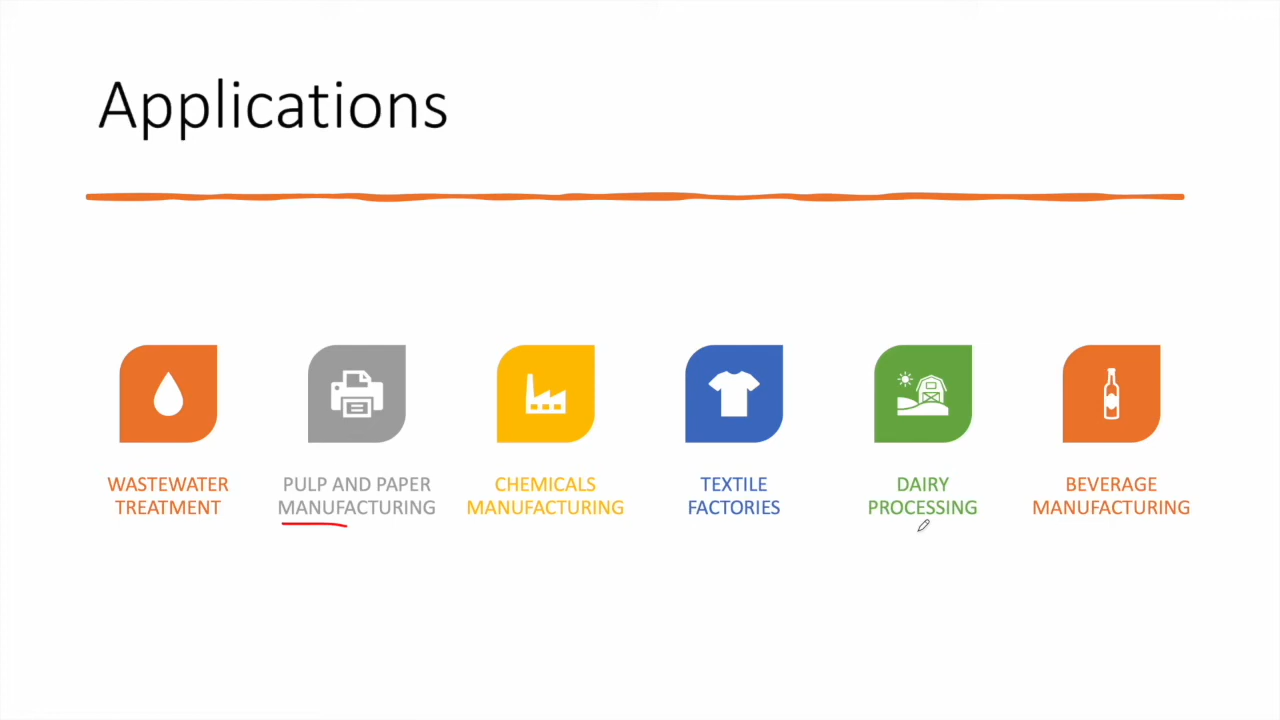 Applications
WASTEWATER
TREATMENT
PULP AND PAPER
MANUFACTURING
CHEMICALS
MANUFACTURING
TEXTILE
FACTORIES
DAIRY
PROCESSING
BEVERAGE
MANUFACTURING